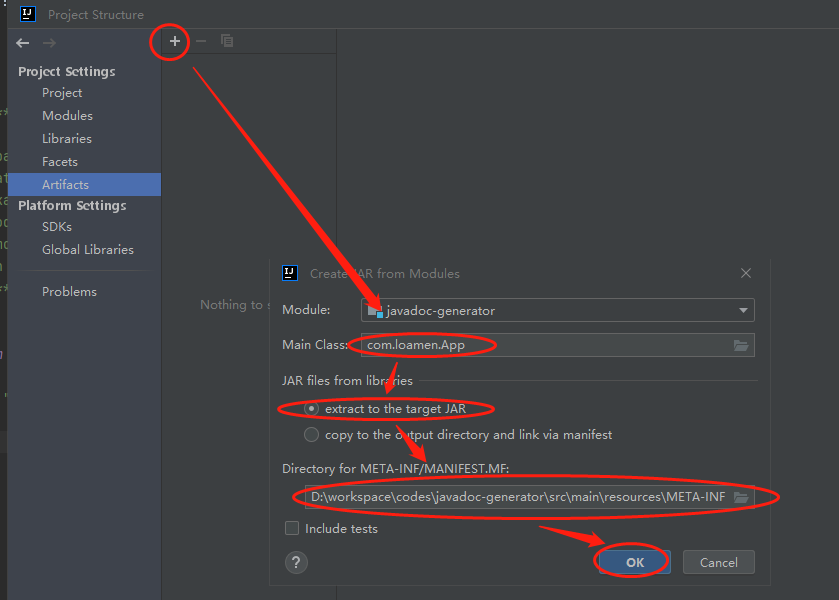 Project Structure
Project Settings
Project
Modules
Libraries
Facets
Artifacts
Platform Settings
SDKs
Global Libraries
Problems
Nothing to
Create JAR from Modules
Module:
javadoc-generator
Main Class:
com.loamen.App
JAR files from libraries
extract to the target JAR
copy to the output directory and link via manifest
Directory for META-INF/MANIFEST.MF:
D:\workspace\codes\javadoc-generator\src\main\resources\META-INF
Include tests
?
OK
Cancel